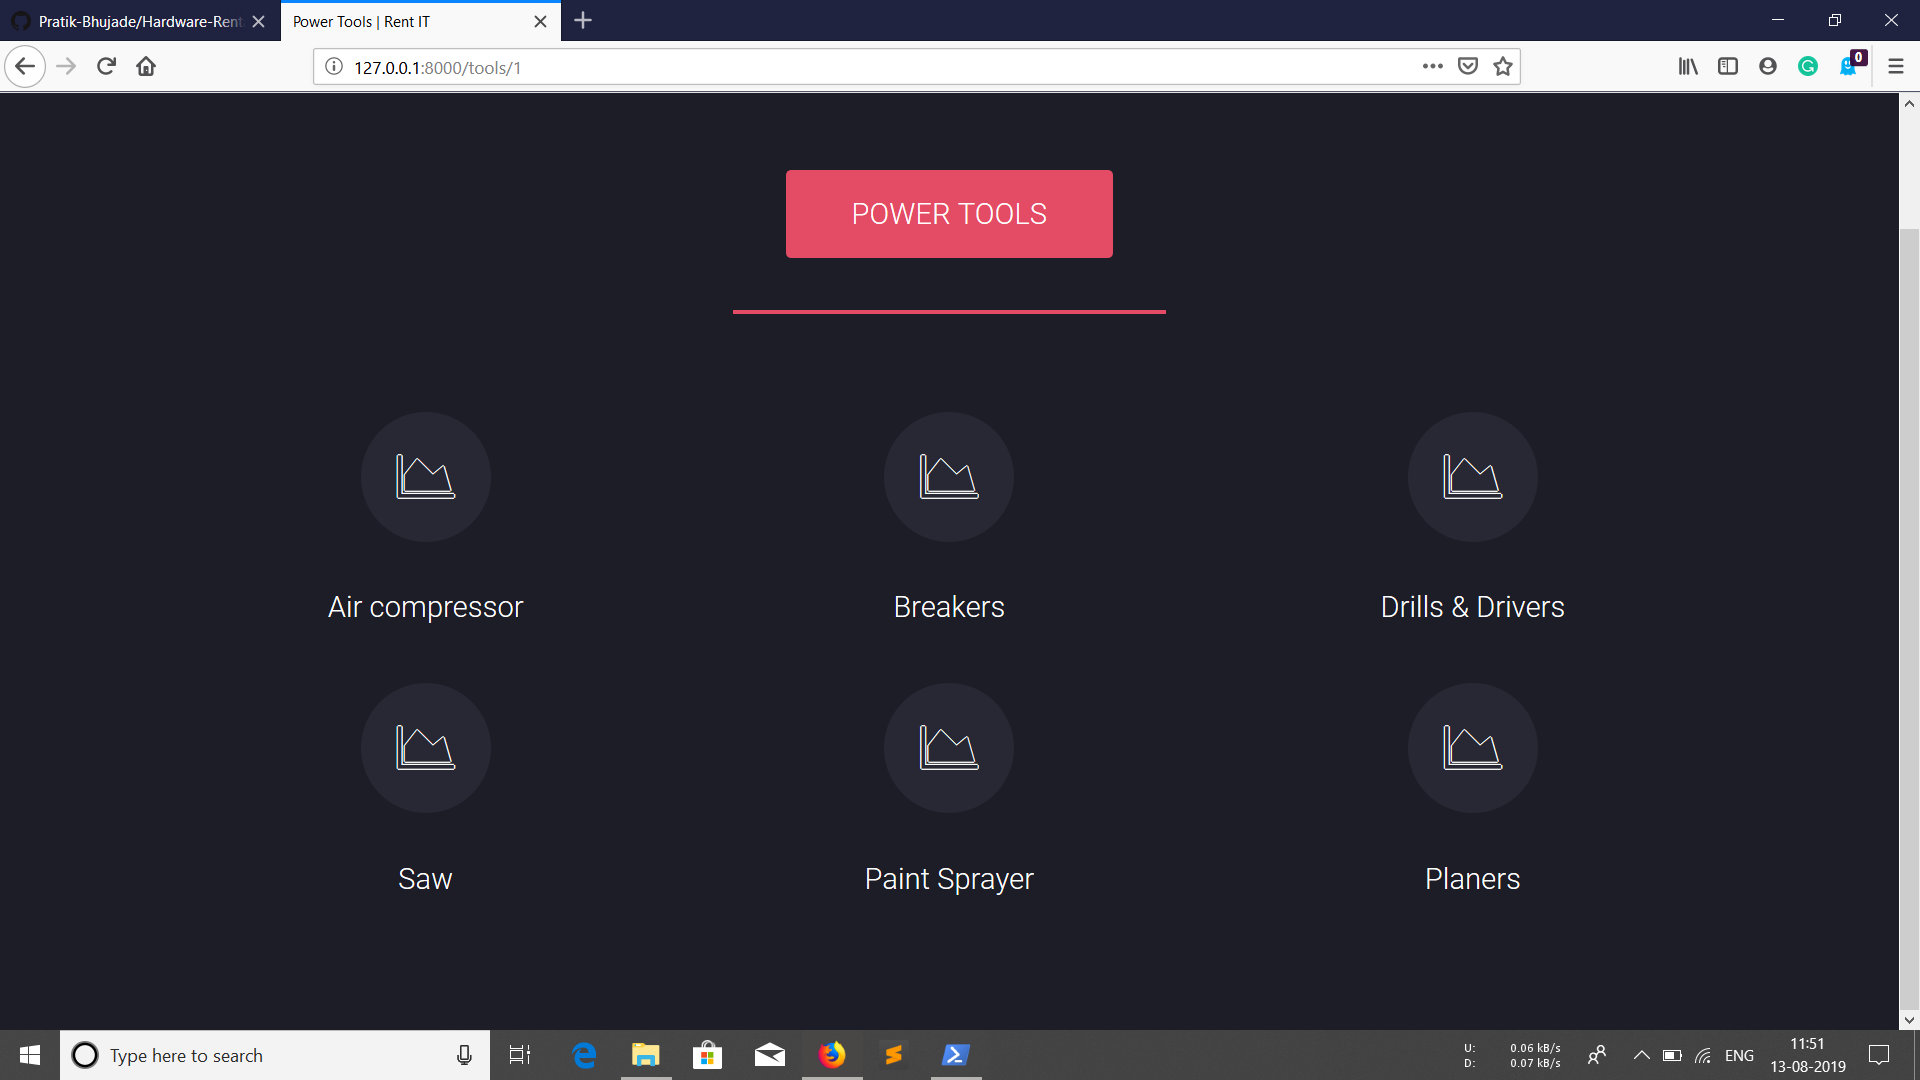 Pratik-Bhujade/Hardware-Rent
Power Tools | Rent IT
127.0.0.1:8000/tools/1
0
POWER TOOLS
Air compressor
Breakers
Drills & Drivers
Saw
Paint Sprayer
Planers
Type here to search
U: 0.06 kB/s
D: 0.07 kB/s
ENG
11:51
13-08-2019